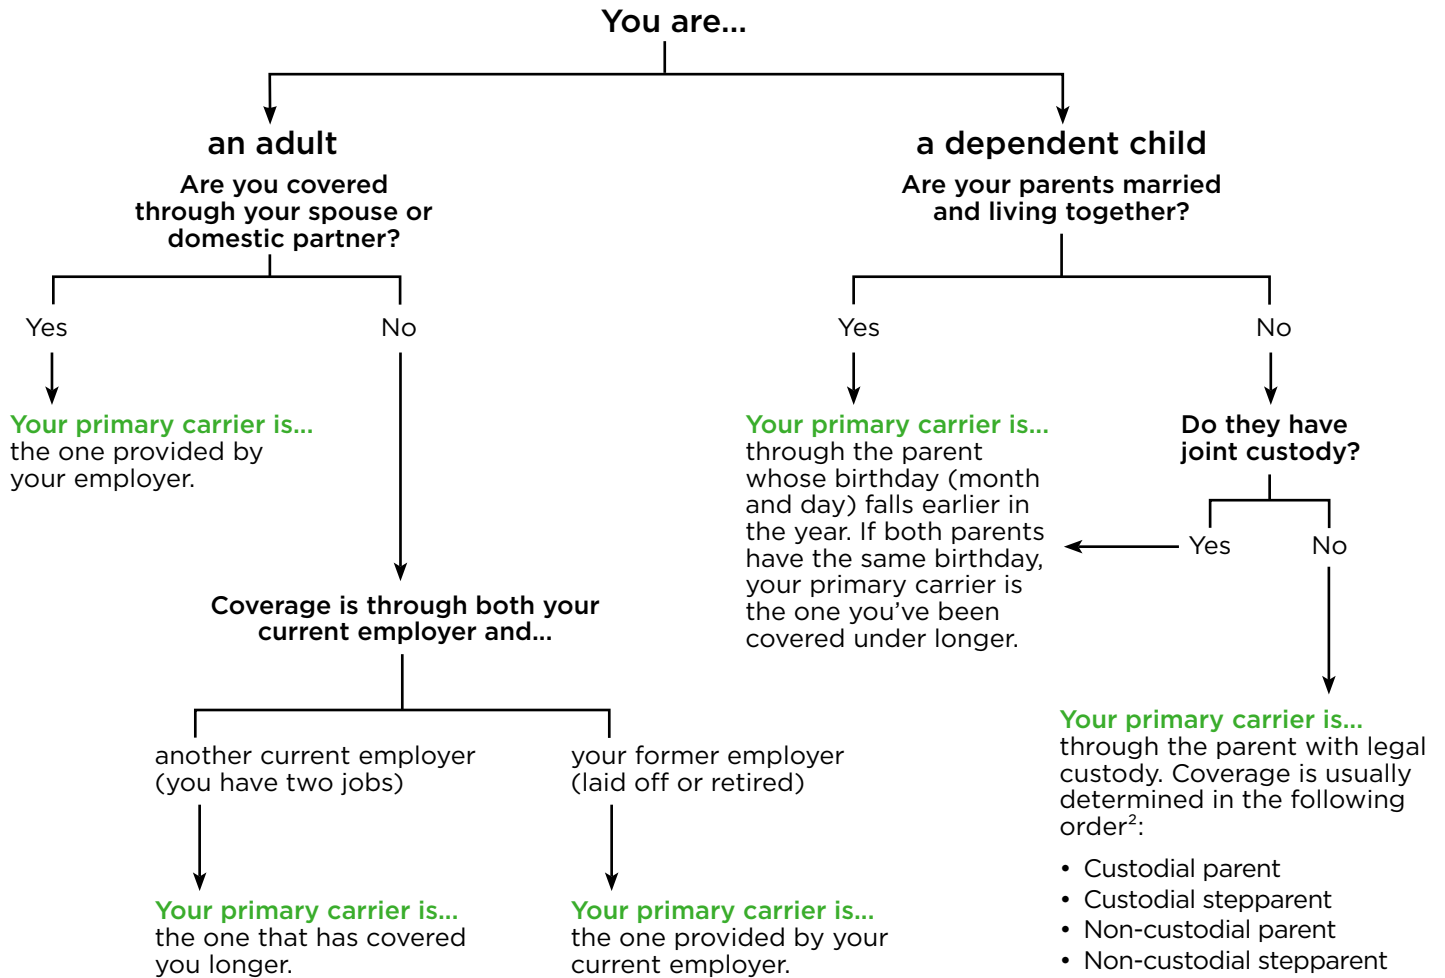 You are...
an adult
Are you covered
through your spouse or
domestic partner?
Yes
No
Your primary carrier is...
the one provided by
your employer.
Coverage is through both your
current employer and...
another current employer
(you have two jobs)
your former employer
(laid off or retired)
Your primary carrier is...
the one that has covered
you longer.
Your primary carrier is...
the one provided by your
current employer.
a dependent child
Are your parents married
and living together?
Yes
No
Your primary carrier is...
through the parent
whose birthday (month
and day) falls earlier in
the year. If both parents
have the same birthday,
your primary carrier is
the one you’ve been
covered under longer.
Do they have
joint custody?
Yes
No
Your primary carrier is...
through the parent with legal
custody. Coverage is usually
determined in the following
order²:
• Custodial parent
• Custodial stepparent
• Non-custodial parent
• Non-custodial stepparent